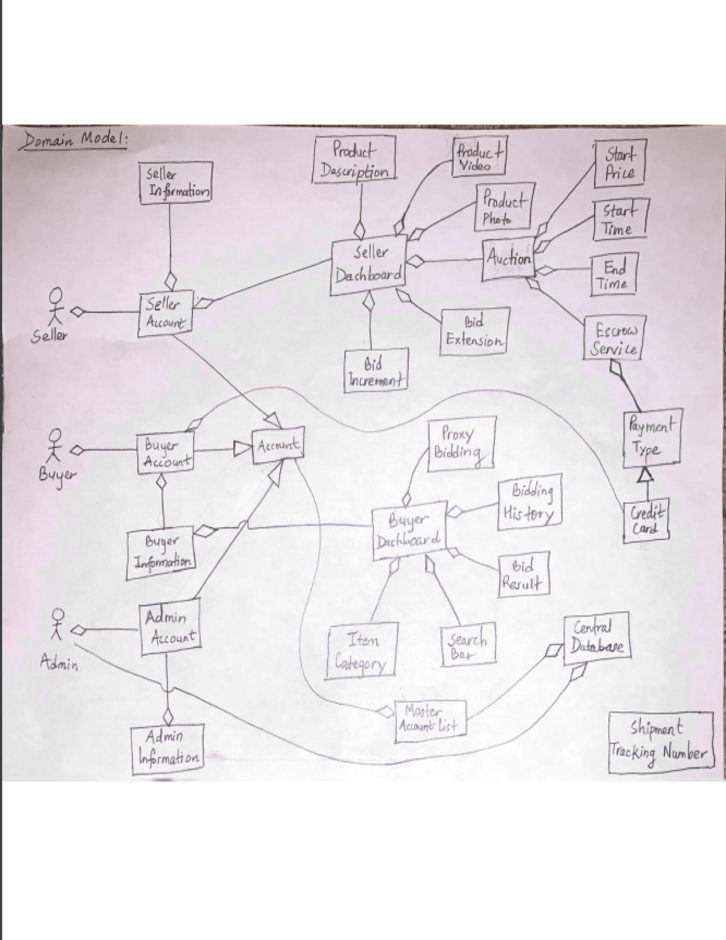 Domain Model:
Seller
Information
Product
Description
Product
Video
Start
Price
Product
Photo
Start
Time
Seller
Dashboard
Auction
End
Time
Seller
Account
Seller
Bid
Extension
Escrow
Service
Bid
Increment
Buyer
Account
Buyer
Account
Proxy
Bidding
Payment
Type
Bidding
History
Credit
Card
Buyer
Information
Buyer
Dashboard
Bid
Result
Admin
Account
Admin
Item
Category
Search
Bar
Central
Database
Master
Account List
Admin
Information
Shipment
Tracking Number